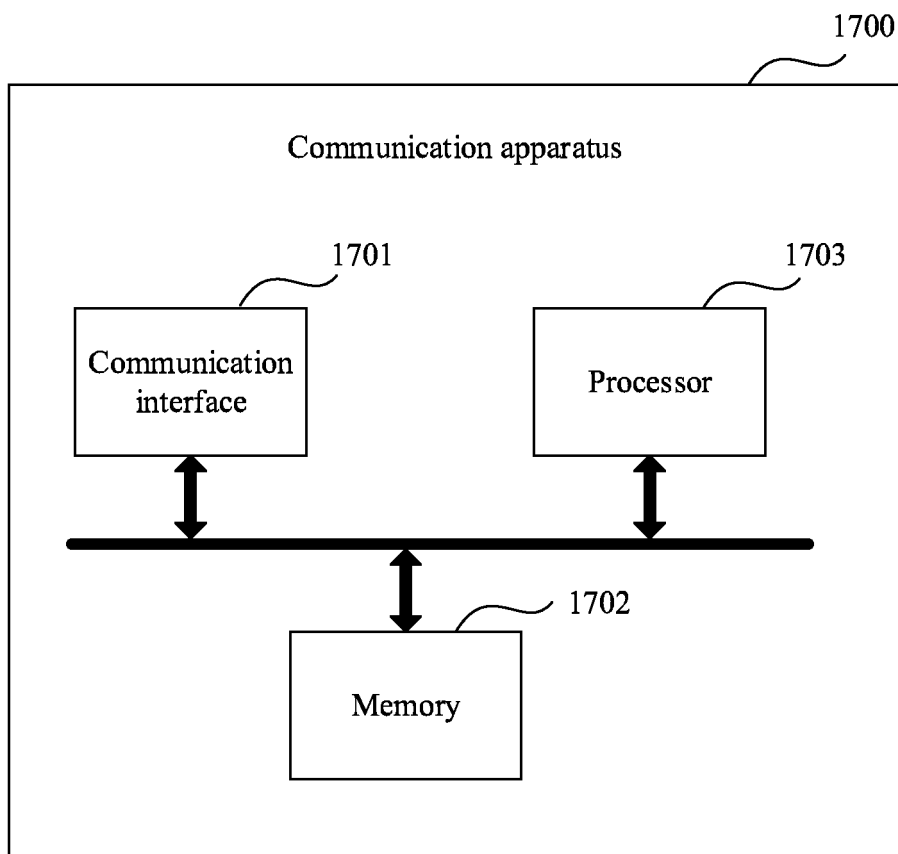 1700
Communication apparatus
1701
1703
Communication
interface
Processor
1702
Memory